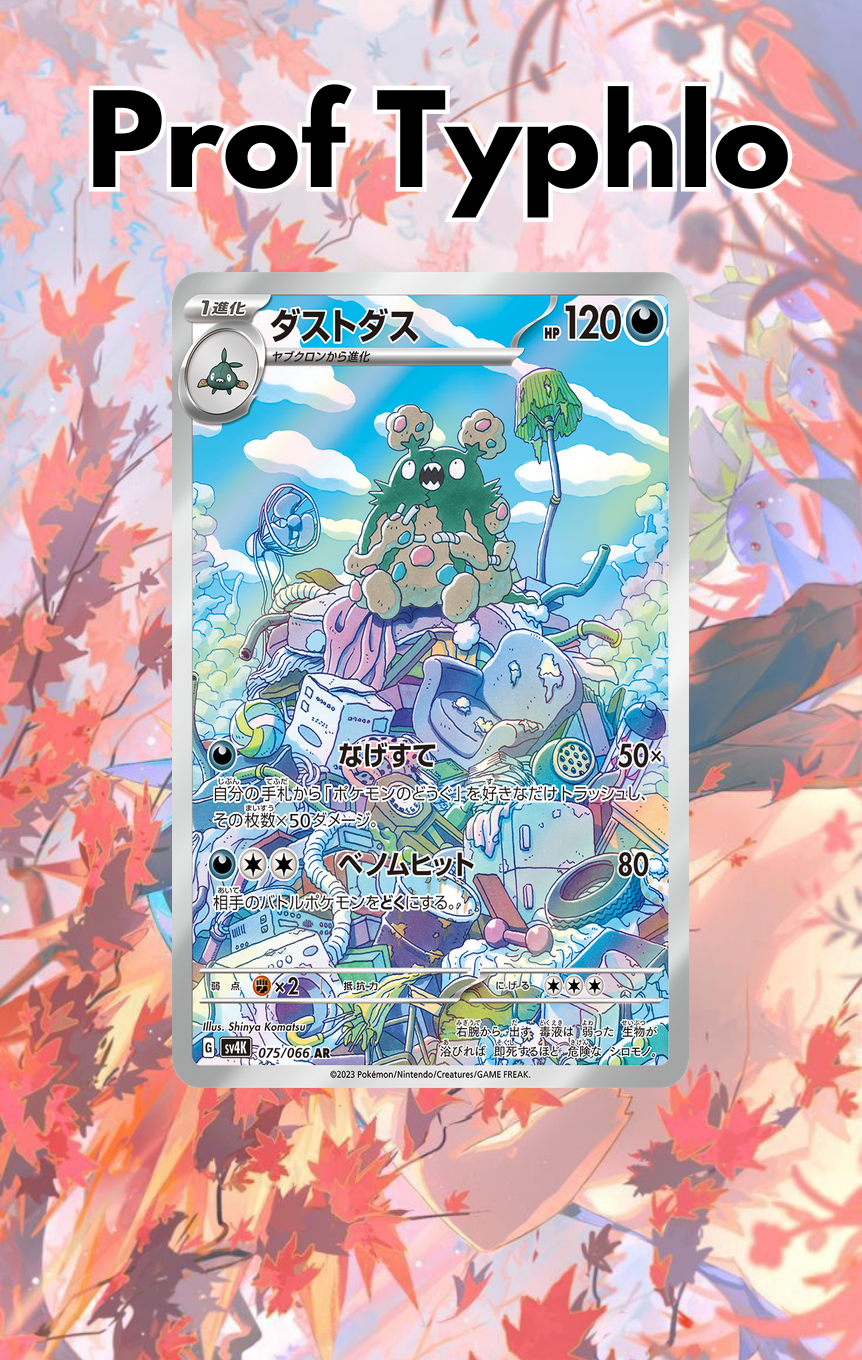 Prof Typhlo
1進化
ダストダス
HP 120
ヤブクロンから進化
なげすて 50×
自分の手札から「ポケモンのどうぐ」を好きなだけトラッシュし、
その枚数×50ダメージ。
ベノムヒット 80
相手のバトルポケモンをどくにする。
弱点 ×2 抵抗力 にげる
Illus. Shinya Komatsu
右腕から 出す 毒液は 弱った 生物が
浴びれば 即死するほど 危険な シロモノ。
G sv4K 075/066 AR
©2023 Pokémon/Nintendo/Creatures/GAME FREAK.